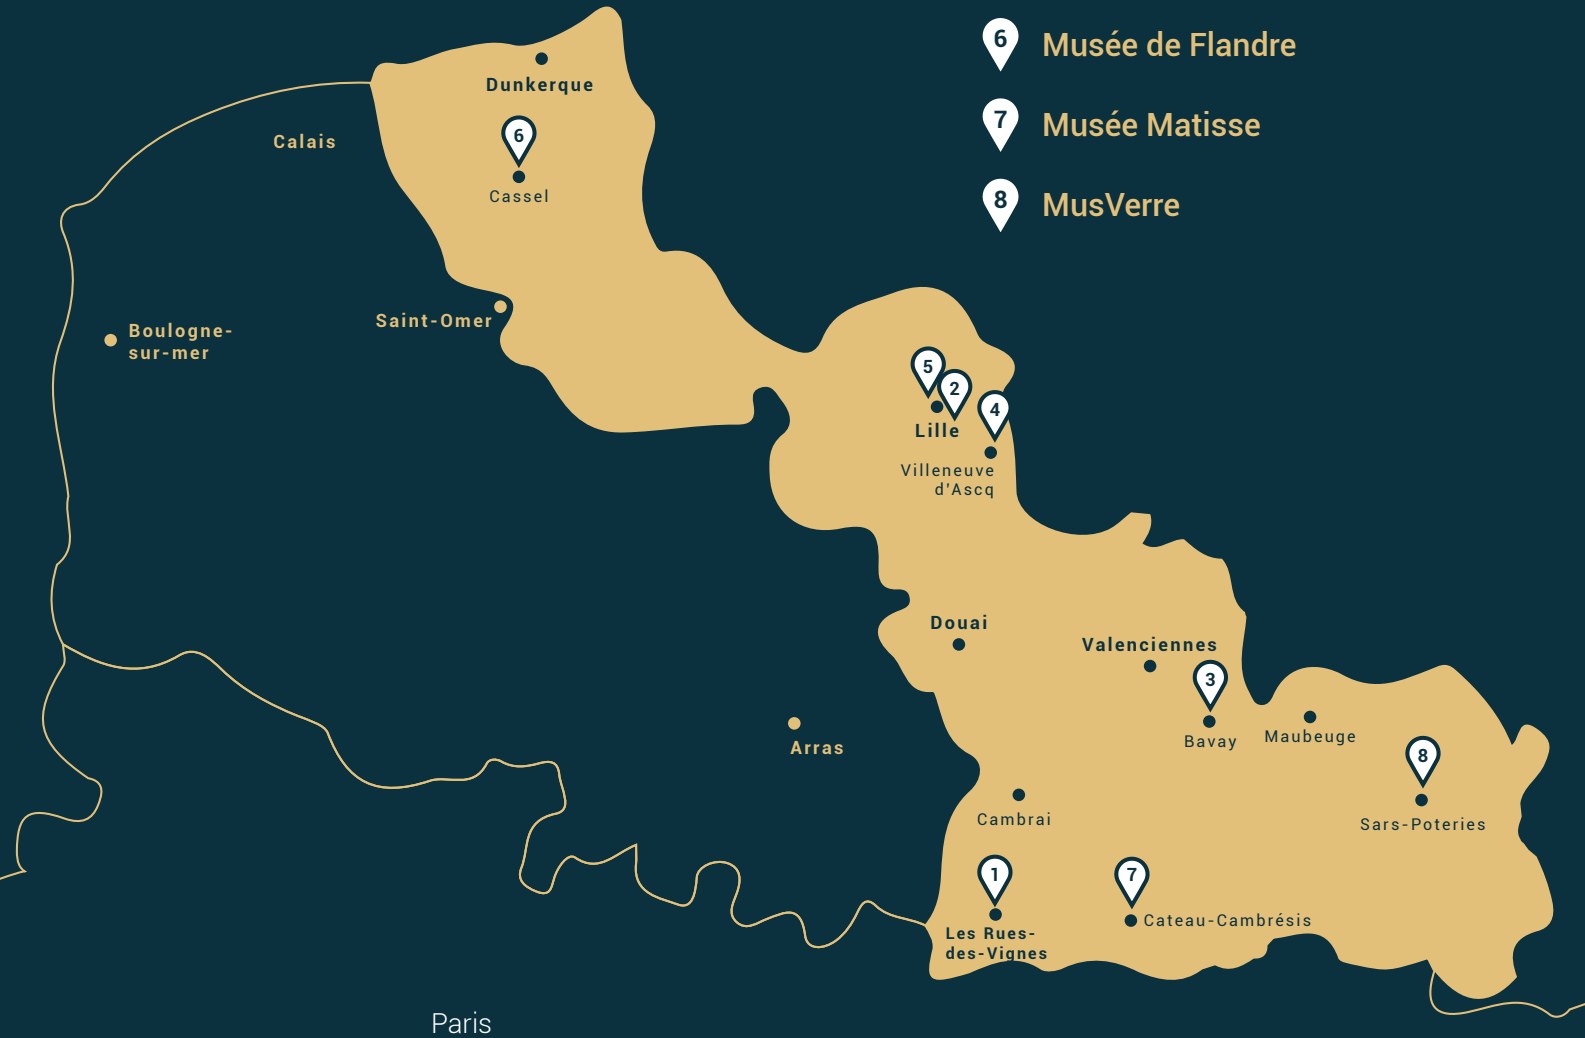 6 Musée de Flandre
7 Musée Matisse
8 MusVerre
Dunkerque
Calais
6
Cassel
Saint-Omer
Boulogne-
sur-mer
5
2
4
Lille
Villeneuve
d'Ascq
Douai
Valenciennes
3
Bavay
Maubeuge
Arras
8
Sars-Poteries
Cambrai
1
7
Cateau-Cambrésis
Les Rues-
des-Vignes
Paris